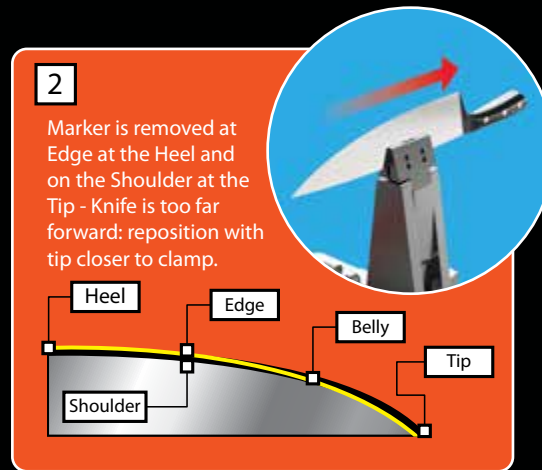 2
Marker is removed at
Edge at the Heel and
on the Shoulder at the
Tip - Knife is too far
forward: reposition with
tip closer to clamp.
Heel
Edge
Belly
Tip
Shoulder